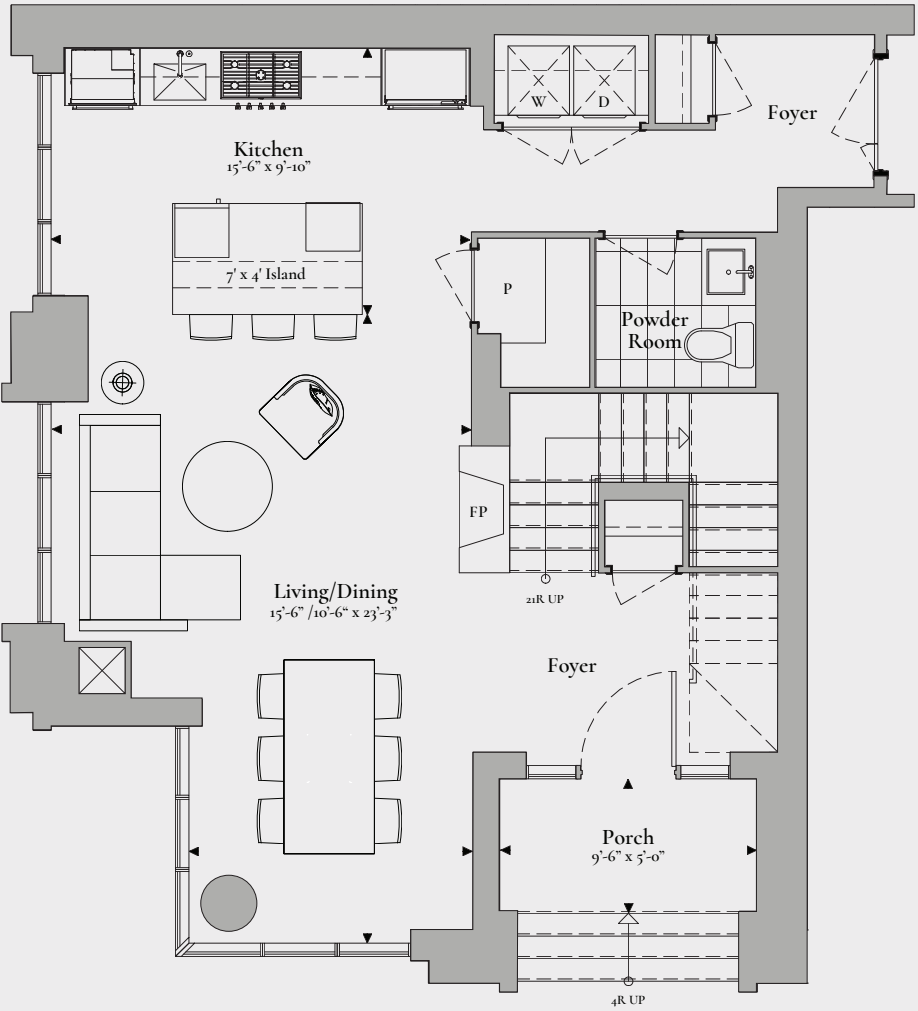 W
D
Foyer
Kitchen
15’-6” x 9’-10”
7' x 4' Island
P
Powder
Room
FP
21R UP
Living/Dining
15’-6” /10’-6“ x 23’-3”
Foyer
Porch
9’-6” x 5’-0”
4R UP